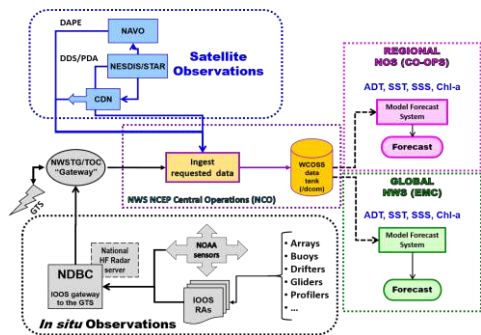 DAPE
NAVO
DDS/PDA
NESDIS/STAR
CDN
Satellite
Observations
REGIONAL
NOS (CO-OPS)
ADT, SST, SSS, Chl-a
Model Forecast
System
Forecast
NWSTG/TOC
"Gateway"
GTS
Ingest
requested data
WCOSS
data
tank
(/dcom)
NWS NCEP Central Operations (NCO)
GLOBAL
NWS (EMC)
ADT, SST, SSS, Chl-a
Model Forecast
System
Forecast
National
HF Radar
server
NDBC
IOOS gateway
to the GTS
NOAA
sensors
IOOS
RAs
• Arrays
• Buoys
• Drifters
• Gliders
• Profilers
• ...
In situ Observations